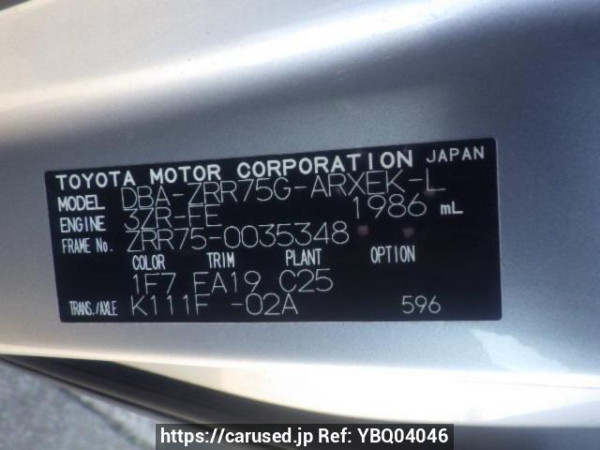 TOYOTA MOTOR CORPORATION JAPAN
MODEL DBA-ZRR75G-ARXEK-L
ENGINE 3ZR-FE 1986 mL
FRAME No. ZRR75-0035348
COLOR TRIM PLANT OPTION
1F7 FA19 C25
TRANS./AXLE K111F -02A 596
https://carused.jp Ref: YBQ04046